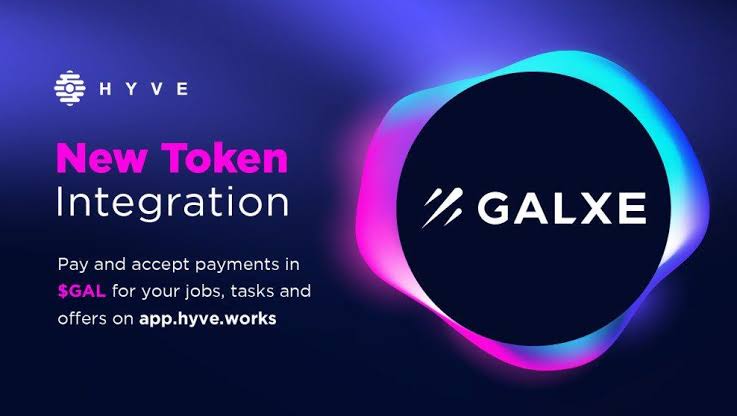 HYVE
New Token
Integration
Pay and accept payments in
$GAL for your jobs, tasks and
offers on app.hyve.works
GALXE